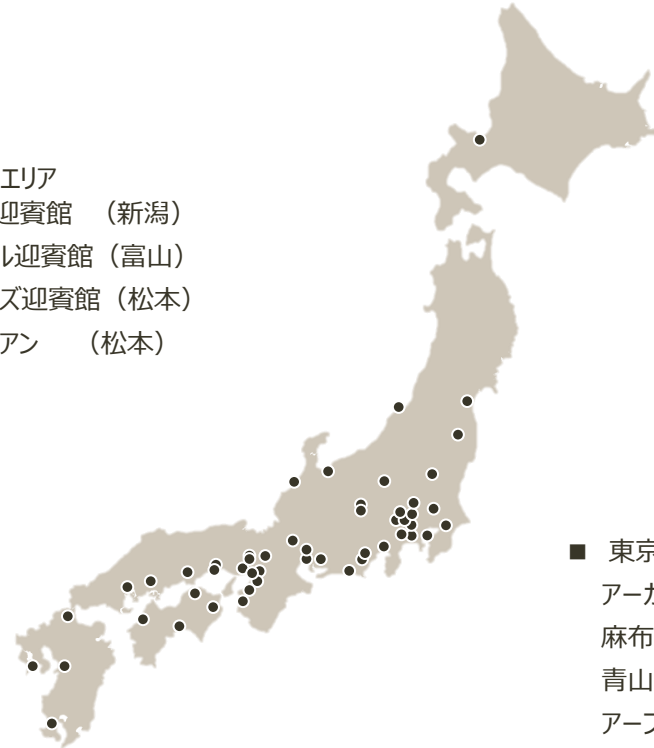 エリア
迎賓館　（新潟）
ル迎賓館（富山）
ズ迎賓館（松本）
アン　　（松本）
■ 東京
アーカ
麻布
青山
アーフ